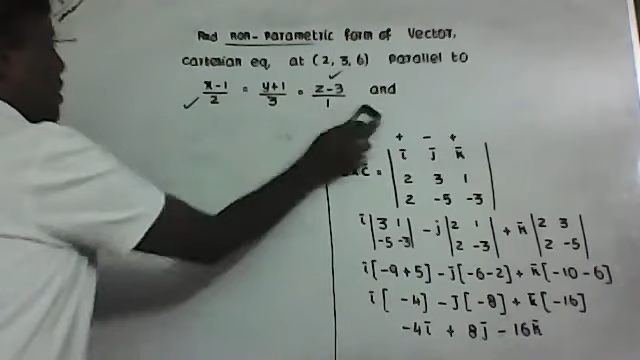 And non-parametric form of vector,
cartesian eq. at (2, 3, 6) parallel to
x-1/2 = y+1/3 = z-3/1 and
+ - +
i̅ j̅ k̅
c̅ = 2 3 1
2 -5 -3
i̅ |3 1| - j |2 1| + k̅ |2 3|
|-5 -3| |2 -3| |2 -5|
i̅[-9+5] - j̅[-6-2] + k̅[-10-6]
i̅[-4] - j̅[-8] + k̅[-16]
-4i̅ + 8j̅ - 16k̅